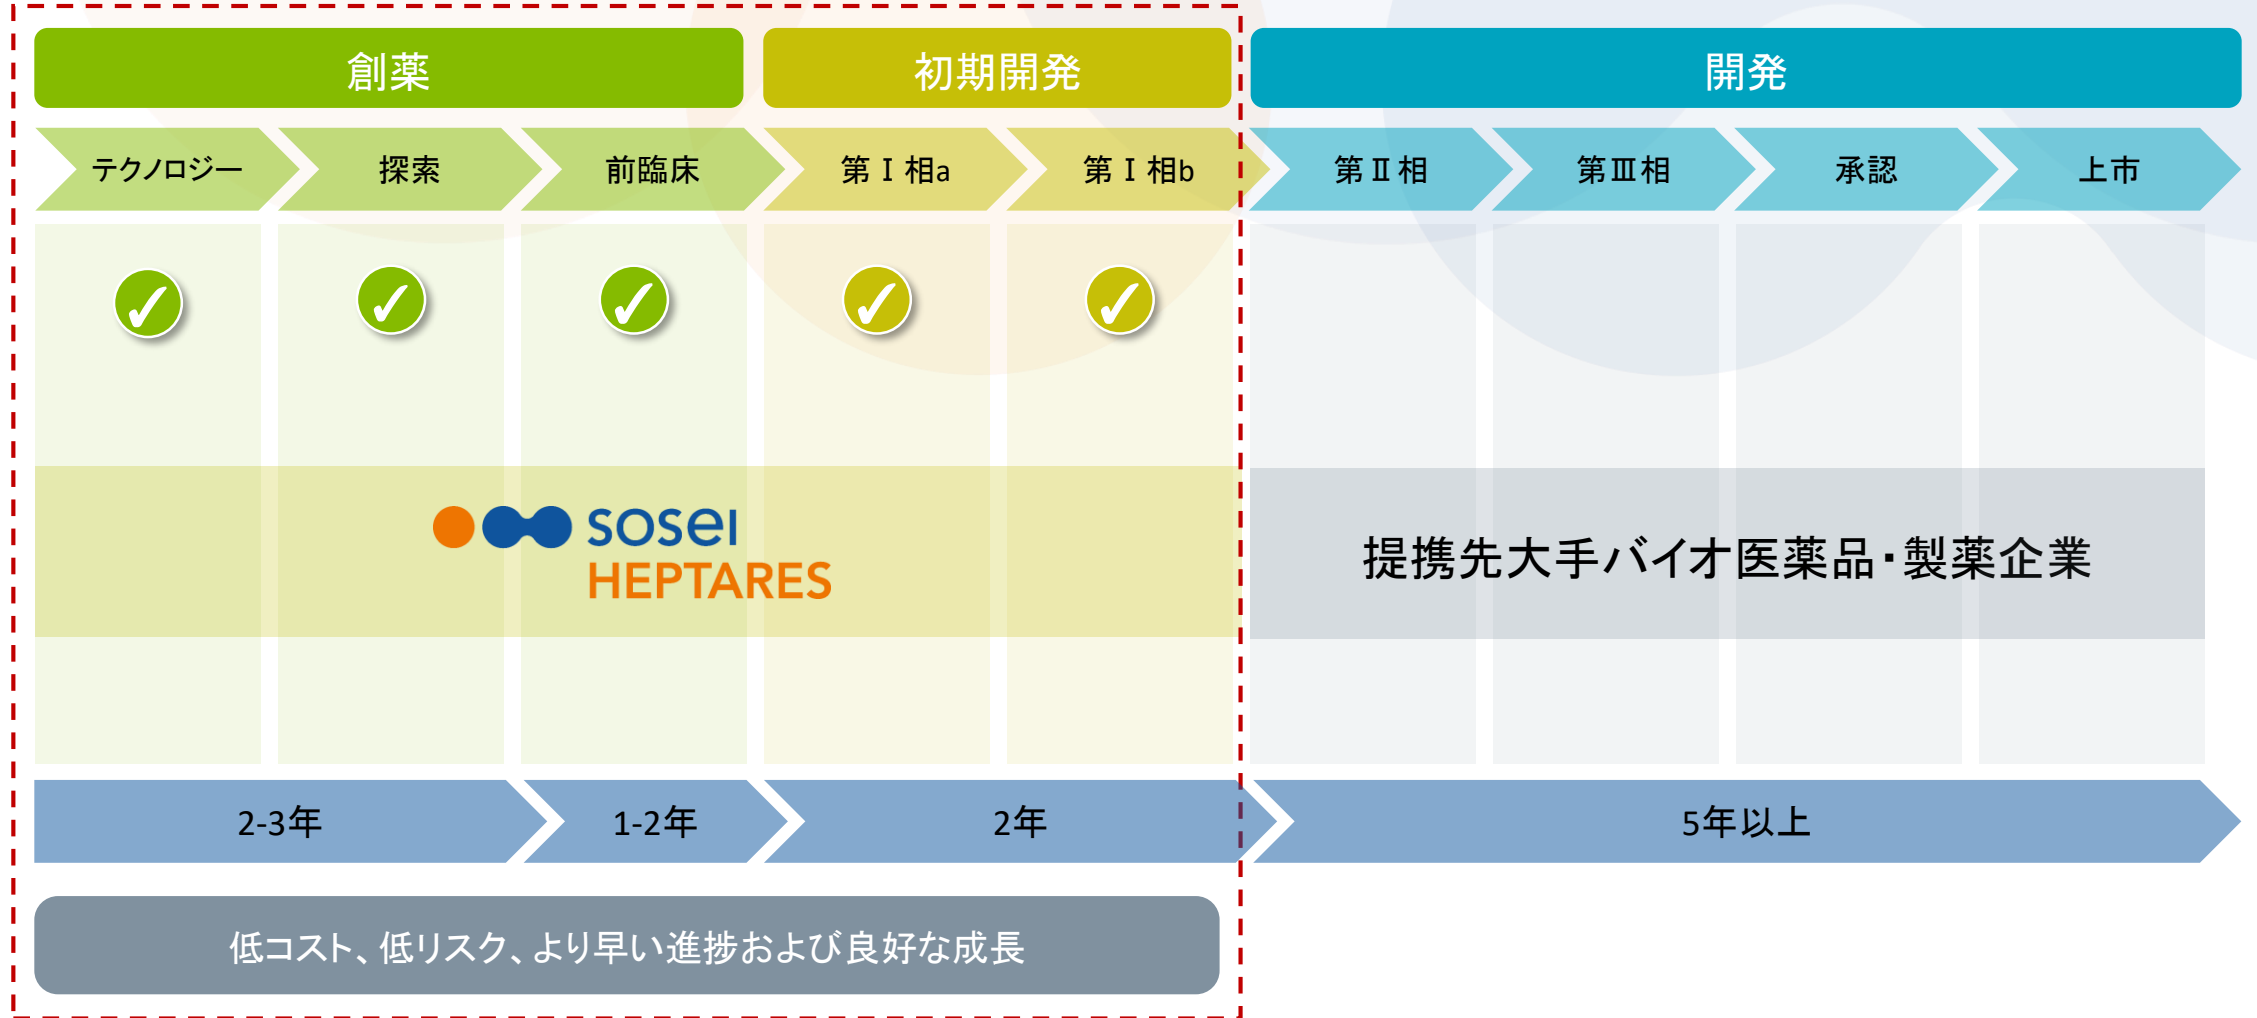 創薬
初期開発
開発
テクノロジー
探索
前臨床
第Ⅰ相a
第Ⅰ相b
第Ⅱ相
第Ⅲ相
承認
上市
sosei
HEPTARES
提携先大手バイオ医薬品・製薬企業
2-3年
1-2年
2年
5年以上
低コスト、低リスク、より早い進捗および良好な成長